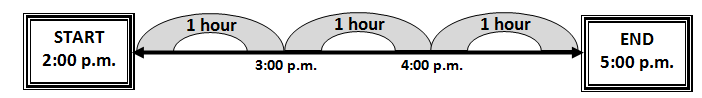 1 hour 1 hour 1 hour
START
2:00 p.m.
3:00 p.m. 4:00 p.m.
END
5:00 p.m.